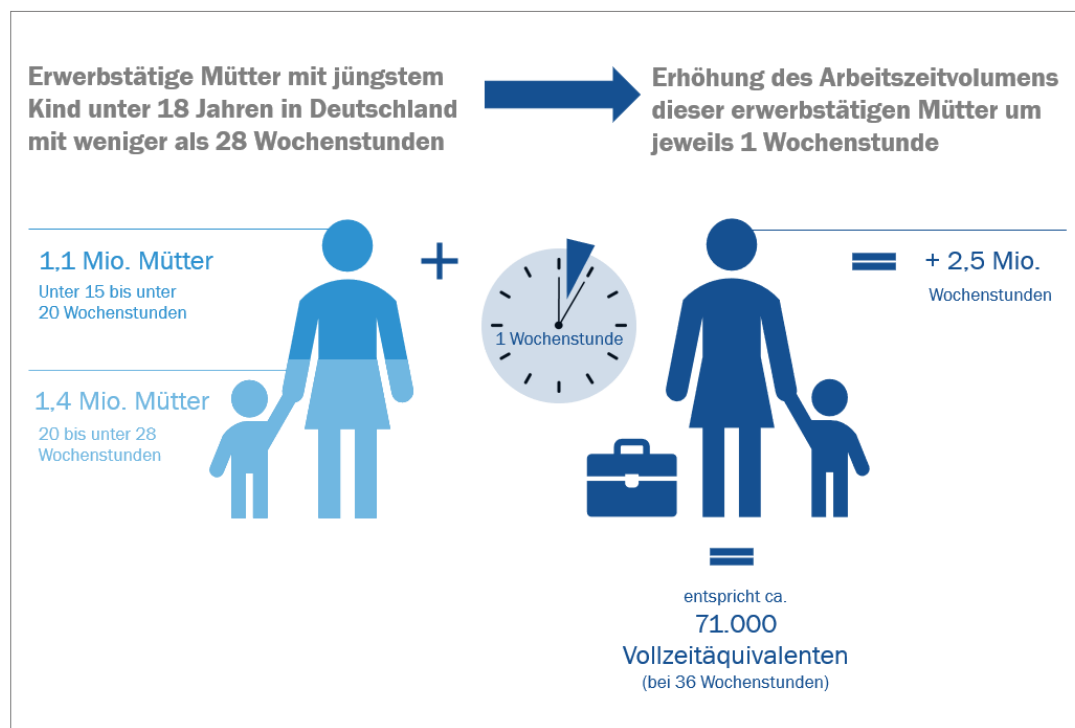 Erwerbstätige Mütter mit jüngstem
Kind unter 18 Jahren in Deutschland
mit weniger als 28 Wochenstunden
Erhöhung des Arbeitszeitvolumens
dieser erwerbstätigen Mütter um
jeweils 1 Wochenstunde
1,1 Mio. Mütter
Unter 15 bis unter
20 Wochenstunden
1,4 Mio. Mütter
20 bis unter 28
Wochenstunden
+
1 Wochenstunde
= + 2,5 Mio.
Wochenstunden
=
entspricht ca.
71.000
Vollzeitäquivalenten
(bei 36 Wochenstunden)